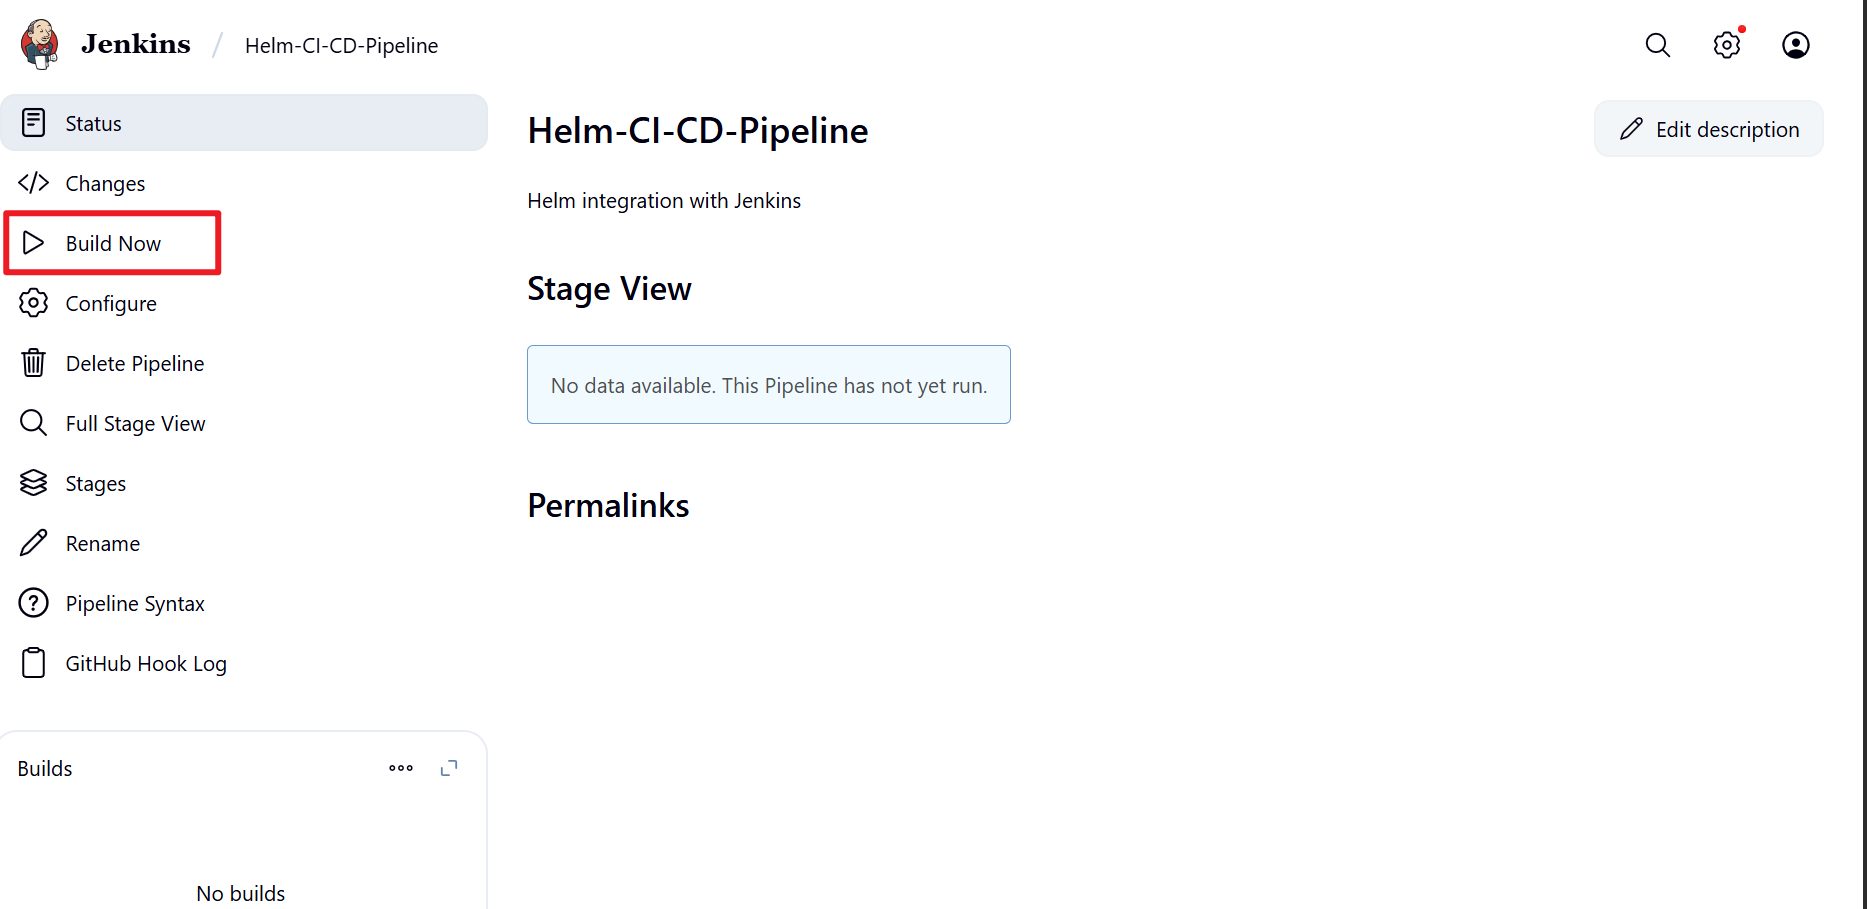 Jenkins / Helm-CI-CD-Pipeline
Status
Changes
Build Now
Configure
Delete Pipeline
Full Stage View
Stages
Rename
Pipeline Syntax
GitHub Hook Log
Builds
No builds
Helm-CI-CD-Pipeline
Edit description
Helm integration with Jenkins
Stage View
No data available. This Pipeline has not yet run.
Permalinks